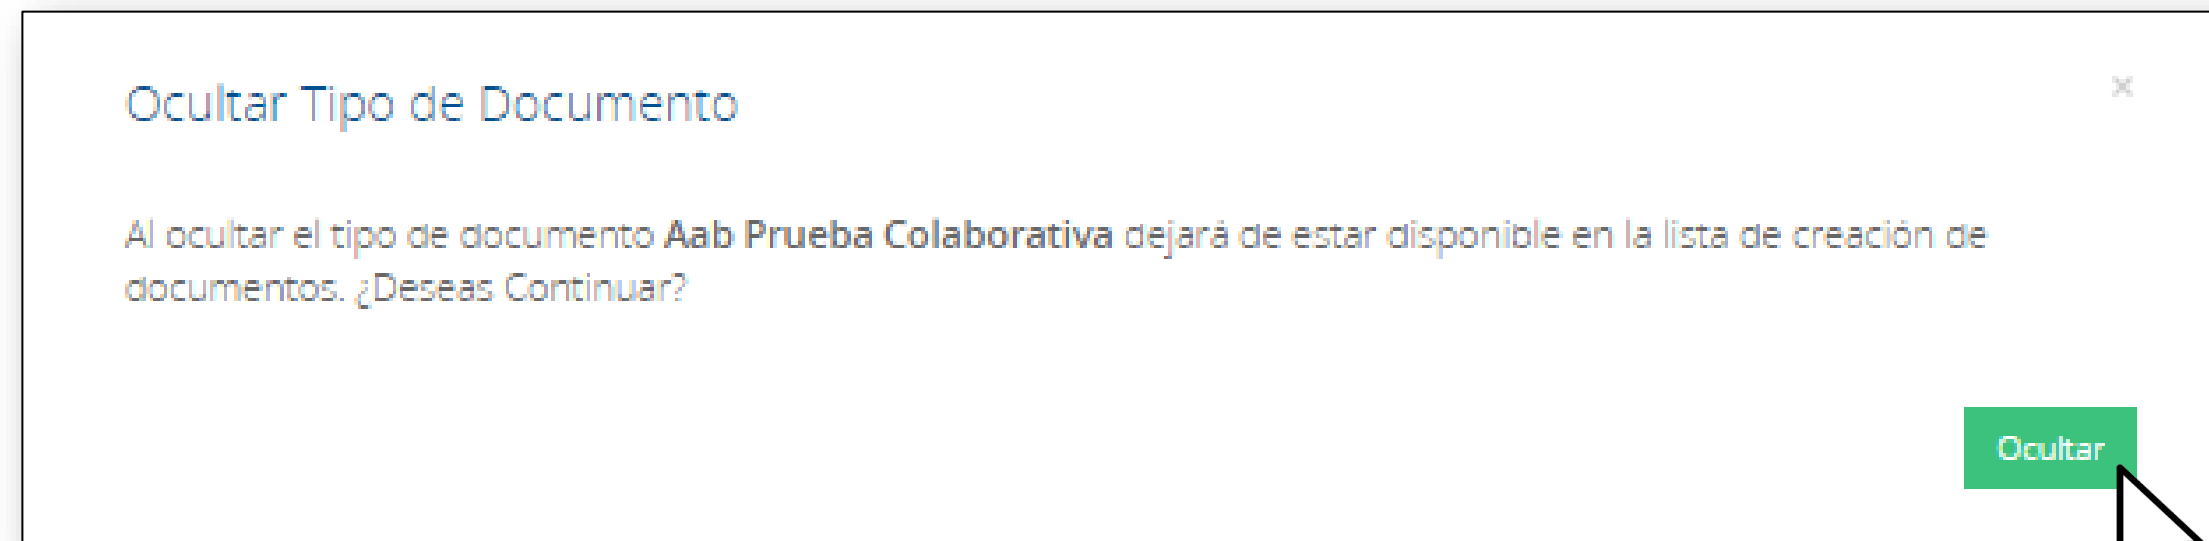 Ocultar Tipo de Documento
×
Al ocultar el tipo de documento Aab Prueba Colaborativa dejará de estar disponible en la lista de creación de
documentos. ¿Deseas Continuar?
Ocultar